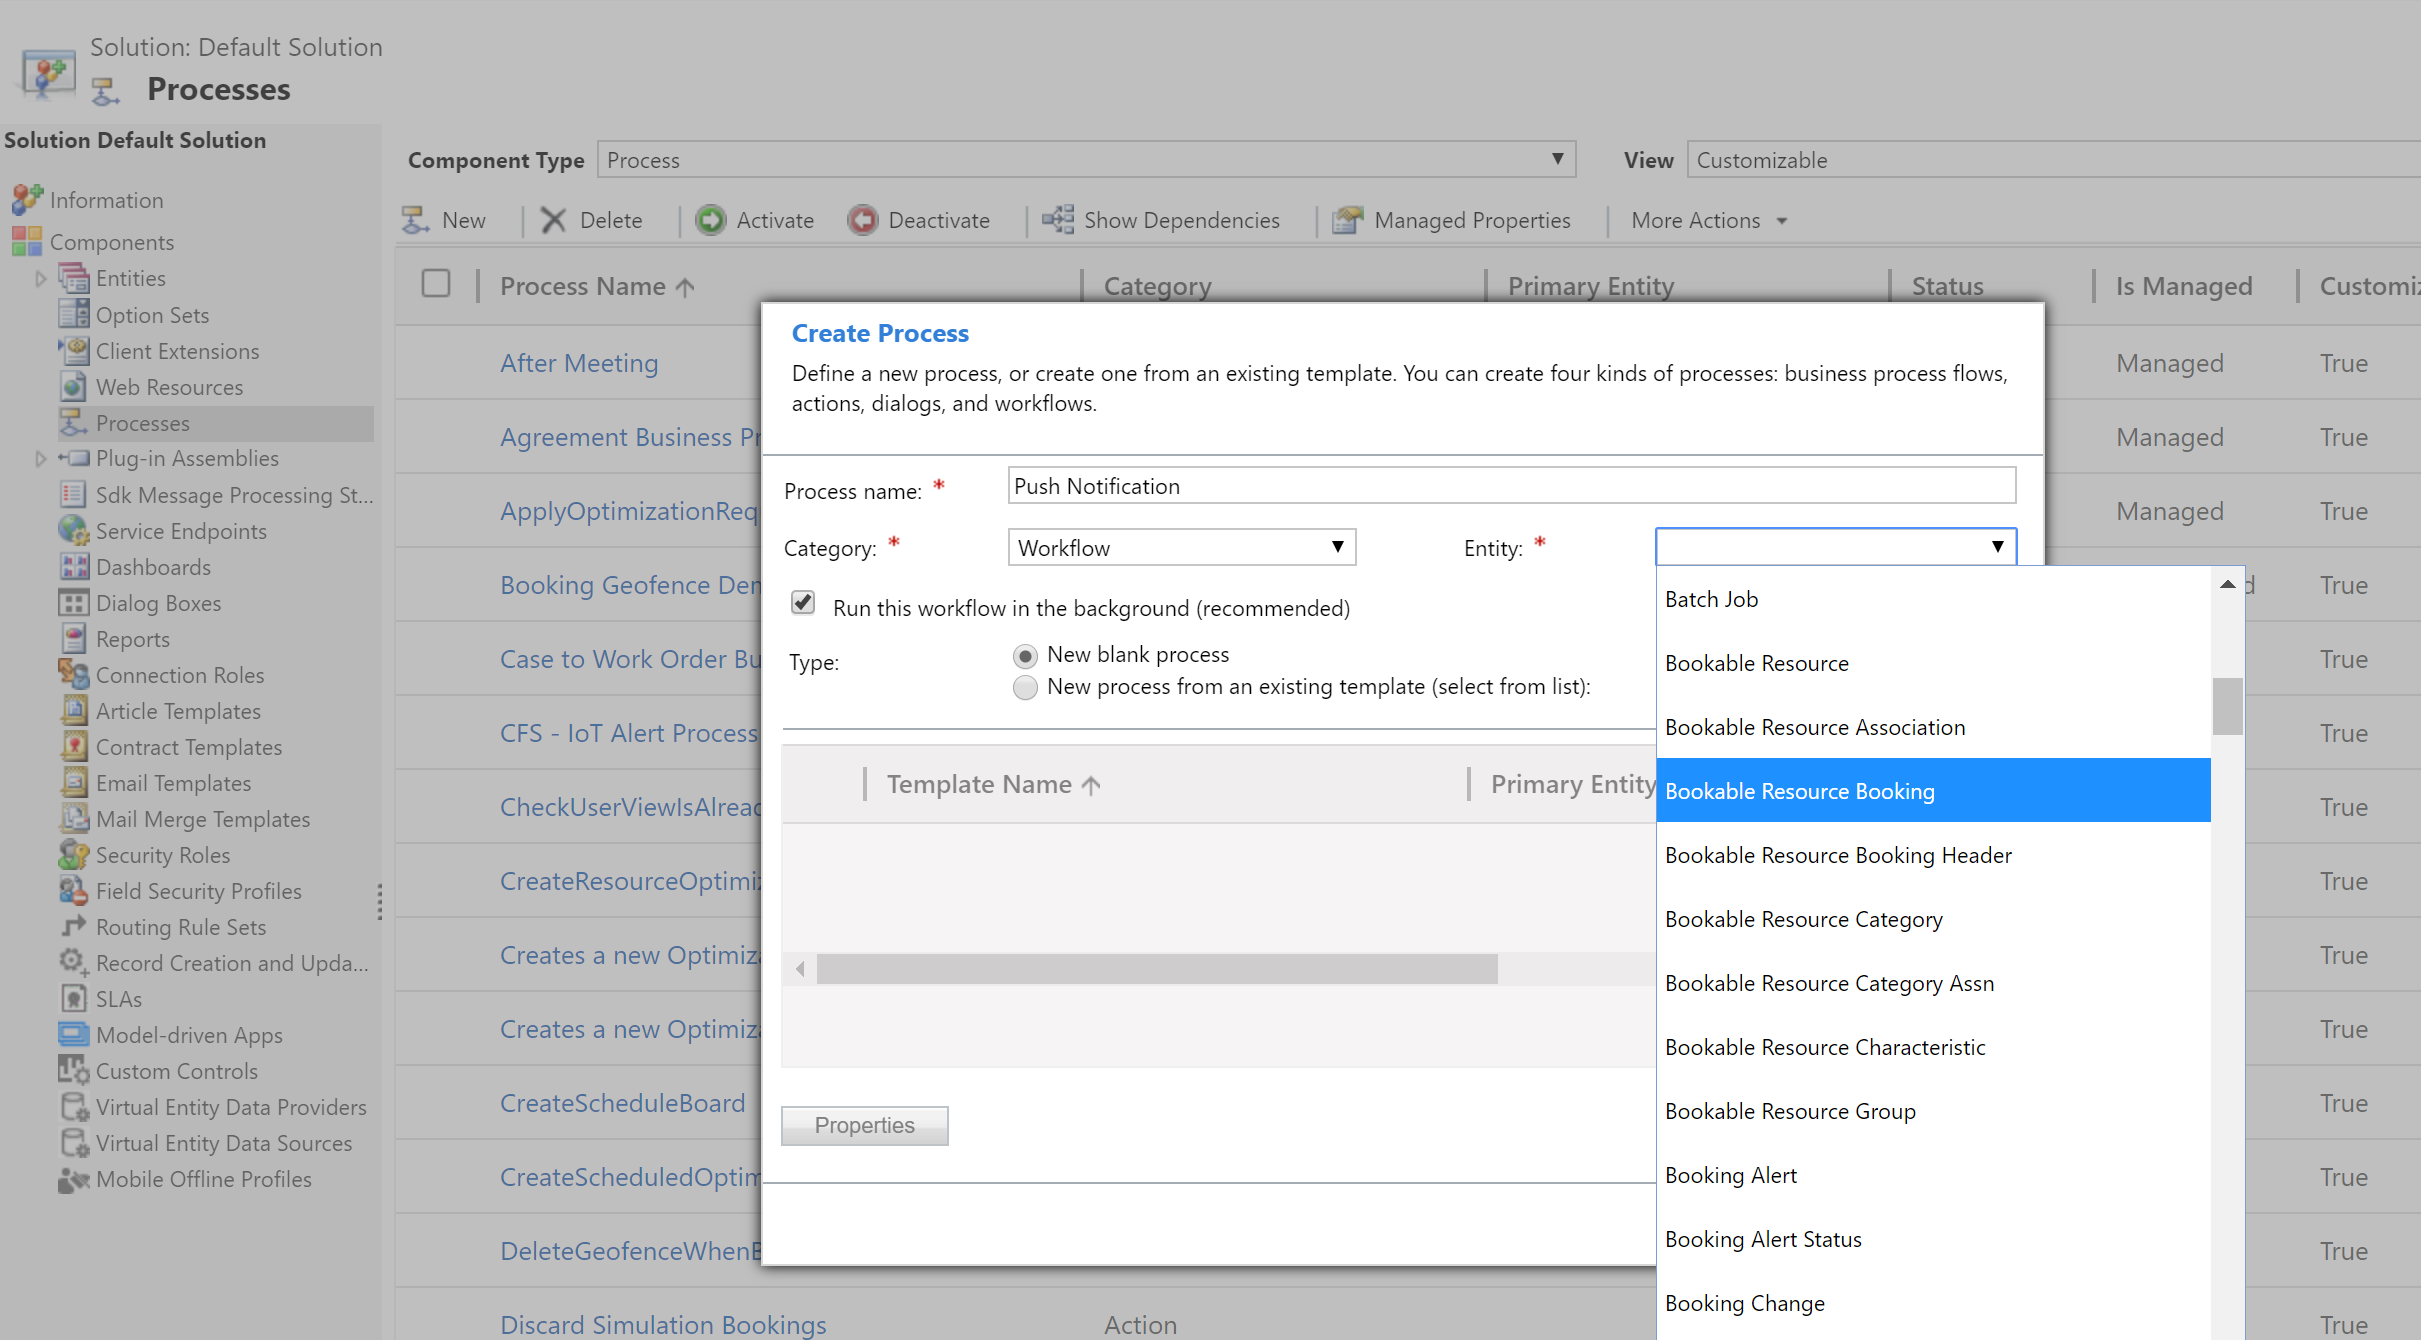 Solution: Default Solution
Processes
Solution Default Solution
Information
Components
Entities
Option Sets
Client Extensions
Web Resources
Processes
Plug-in Assemblies
Sdk Message Processing St...
Service Endpoints
Dashboards
Dialog Boxes
Reports
Connection Roles
Article Templates
Contract Templates
Email Templates
Mail Merge Templates
Security Roles
Field Security Profiles
Routing Rule Sets
Record Creation and Upda...
SLAs
Model-driven Apps
Custom Controls
Virtual Entity Data Providers
Virtual Entity Data Sources
Mobile Offline Profiles
Component Type Process View Customizable
New Delete Activate Deactivate Show Dependencies Managed Properties More Actions
Process Name Category Primary Entity Status Is Managed Customiz
After Meeting Managed True
Agreement Business Pr Managed True
ApplyOptimizationReq Managed True
Booking Geofence Den d True
Case to Work Order Bu True
CFS - IoT Alert Process True
CheckUserViewIsAlread True
CreateResourceOptimiz True
Creates a new Optimiza True
Creates a new Optimiza True
CreateScheduleBoard True
CreateScheduledOptim True
DeleteGeofenceWhenB True
Discard Simulation Bookings Action True
Create Process
Define a new process, or create one from an existing template. You can create four kinds of processes: business process flows,
actions, dialogs, and workflows.
Process name: * Push Notification
Category: * Workflow Entity: *
Run this workflow in the background (recommended)
Type: New blank process
New process from an existing template (select from list):
Template Name Primary Entity
Properties
Batch Job
Bookable Resource
Bookable Resource Association
Bookable Resource Booking
Bookable Resource Booking Header
Bookable Resource Category
Bookable Resource Category Assn
Bookable Resource Characteristic
Bookable Resource Group
Booking Alert
Booking Alert Status
Booking Change